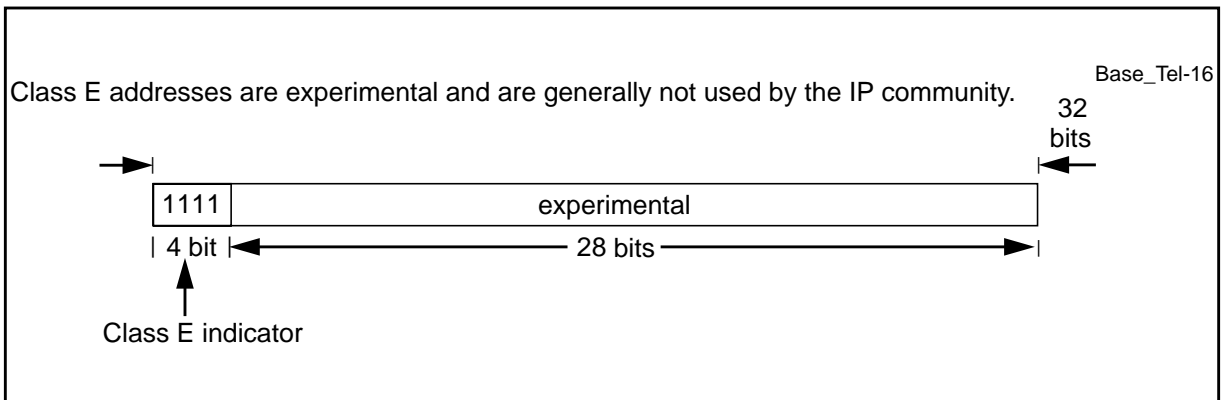 Base_Tel-16
Class E addresses are experimental and are generally not used by the IP community.
32
bits
1111
experimental
4 bit
28 bits
Class E indicator